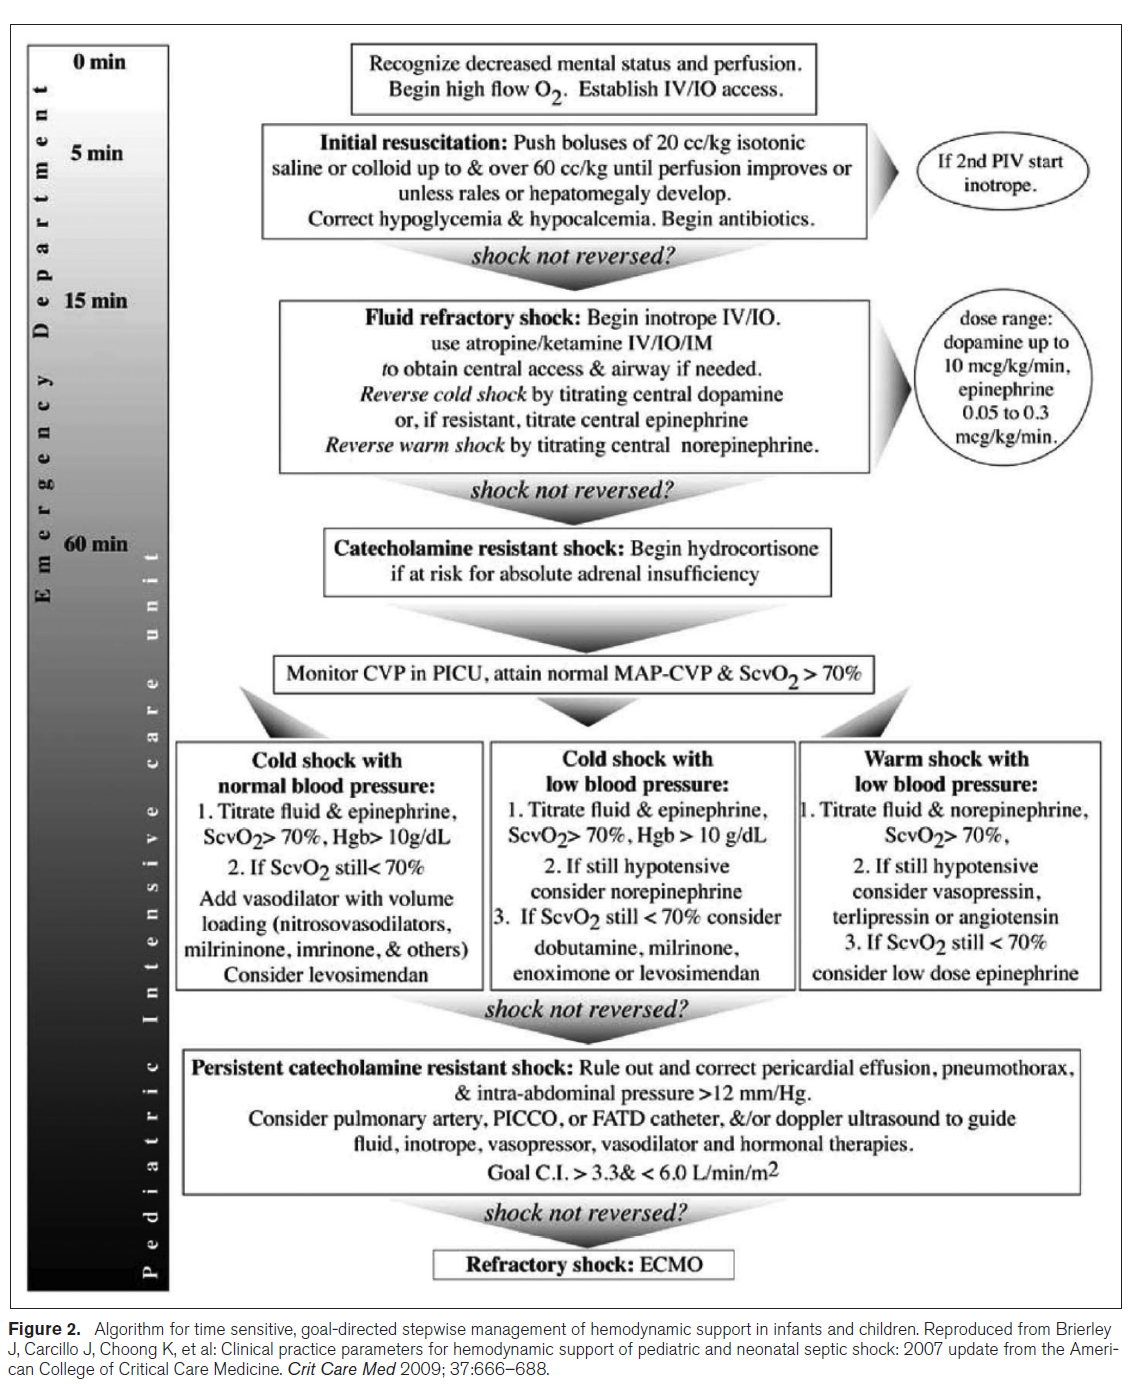 0 min
5 min
15 min
60 min
Emergency Department
Pediatric Intensive care unit
Recognize decreased mental status and perfusion.
Begin high flow O2. Establish IV/IO access.
Initial resuscitation: Push boluses of 20 cc/kg isotonic
saline or colloid up to & over 60 cc/kg until perfusion improves or
unless rales or hepatomegaly develop.
Correct hypoglycemia & hypocalcemia. Begin antibiotics.
If 2nd PIV start
inotrope.
shock not reversed?
Fluid refractory shock: Begin inotrope IV/IO.
use atropine/ketamine IV/IO/IM
to obtain central access & airway if needed.
Reverse cold shock by titrating central dopamine
or, if resistant, titrate central epinephrine
Reverse warm shock by titrating central norepinephrine.
dose range:
dopamine up to
10 mcg/kg/min,
epinephrine
0.05 to 0.3
mcg/kg/min.
shock not reversed?
Catecholamine resistant shock: Begin hydrocortisone
if at risk for absolute adrenal insufficiency
Monitor CVP in PICU, attain normal MAP-CVP & ScvO2 > 70%
Cold shock with
normal blood pressure:
1. Titrate fluid & epinephrine,
ScvO2> 70%, Hgb> 10g/dL
2. If ScvO2 still< 70%
Add vasodilator with volume
loading (nitrosovasodilators,
milrininone, imrinone, & others)
Consider levosimendan
Cold shock with
low blood pressure:
1. Titrate fluid & epinephrine,
ScvO2> 70%, Hgb > 10 g/dL
2. If still hypotensive
consider norepinephrine
3. If ScvO2 still < 70% consider
dobutamine, milrinone,
enoximone or levosimendan
Warm shock with
low blood pressure:
1. Titrate fluid & norepinephrine,
ScvO2> 70%,
2. If still hypotensive
consider vasopressin,
terlipressin or angiotensin
3. If ScvO2 still < 70%
consider low dose epinephrine
shock not reversed?
Persistent catecholamine resistant shock: Rule out and correct pericardial effusion, pneumothorax,
& intra-abdominal pressure >12 mm/Hg.
Consider pulmonary artery, PICCO, or FATD catheter, &/or doppler ultrasound to guide
fluid, inotrope, vasopressor, vasodilator and hormonal therapies.
Goal C.I. > 3.3& < 6.0 L/min/m2
shock not reversed?
Refractory shock: ECMO
Figure 2. Algorithm for time sensitive, goal-directed stepwise management of hemodynamic support in infants and children. Reproduced from Brierley
J, Carcillo J, Choong K, et al: Clinical practice parameters for hemodynamic support of pediatric and neonatal septic shock: 2007 update from the Ameri-
can College of Critical Care Medicine. Crit Care Med 2009; 37:666–688.